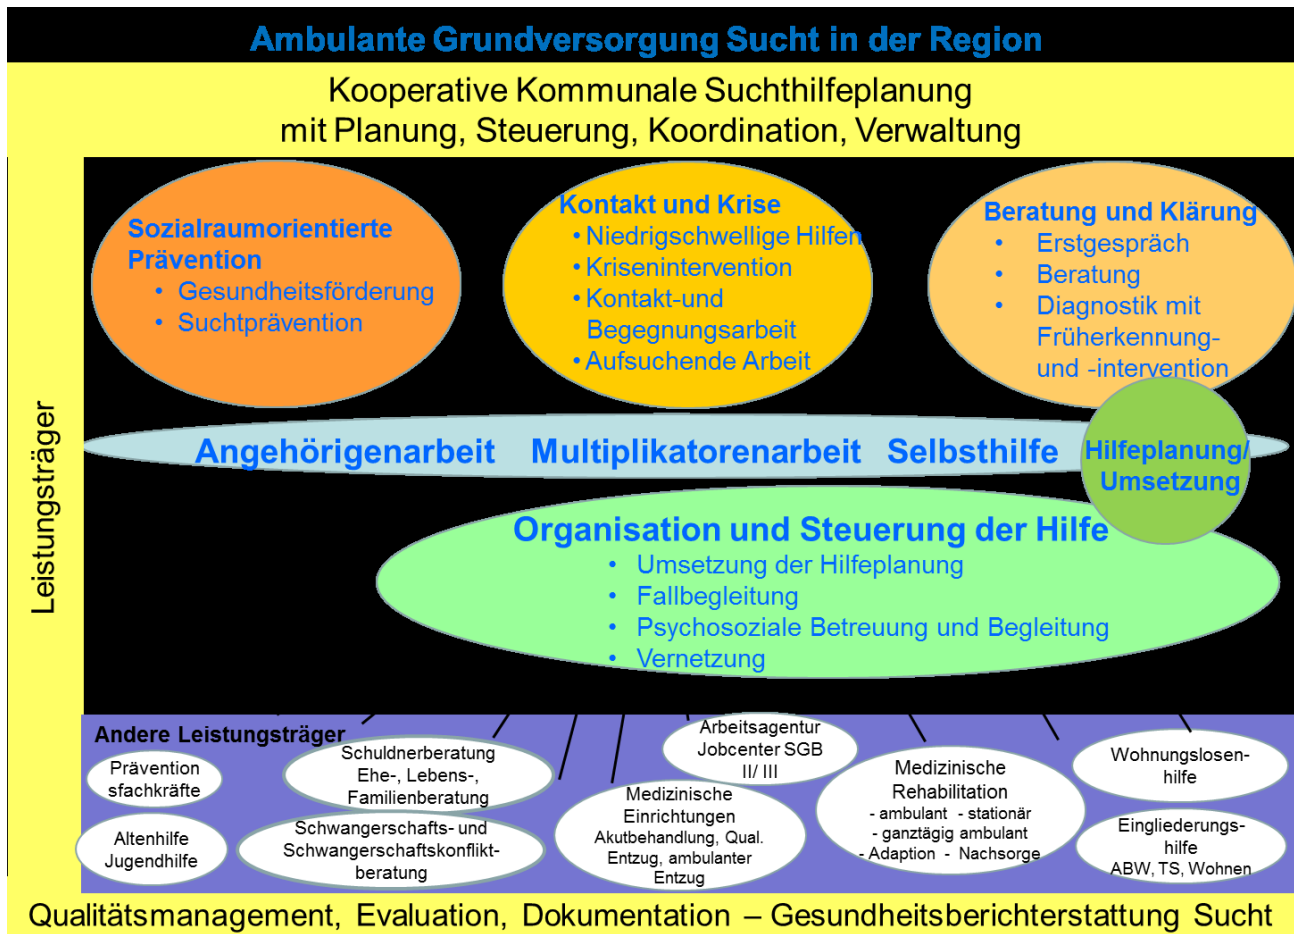 Ambulante Grundversorgung Sucht in der Region
Kooperative Kommunale Suchthilfeplanung
mit Planung, Steuerung, Koordination, Verwaltung
Leistungsträger
Sozialraumorientierte
Prävention
• Gesundheitsförderung
• Suchtprävention
Kontakt und Krise
• Niedrigschwellige Hilfen
• Krisenintervention
• Kontakt-und
Begegnungsarbeit
• Aufsuchende Arbeit
Beratung und Klärung
• Erstgespräch
• Beratung
• Diagnostik mit
Früherkennung-
und -intervention
Angehörigenarbeit Multiplikatorenarbeit Selbsthilfe
Hilfeplanung/
Umsetzung
Organisation und Steuerung der Hilfe
• Umsetzung der Hilfeplanung
• Fallbegleitung
• Psychosoziale Betreuung und Begleitung
• Vernetzung
Andere Leistungsträger
Prävention
sfachkräfte
Altenhilfe
Jugendhilfe
Schuldnerberatung
Ehe-, Lebens-,
Familienberatung
Schwangerschafts- und
Schwangerschaftskonflikt-
beratung
Medizinische
Einrichtungen
Akutbehandlung, Qual.
Entzug, ambulanter
Entzug
Arbeitsagentur
Jobcenter SGB
II/ III
Medizinische
Rehabilitation
- ambulant - stationär
- ganztägig ambulant
- Adaption - Nachsorge
Wohnungslosen-
hilfe
Eingliederungs-
hilfe
ABW, TS, Wohnen
Qualitätsmanagement, Evaluation, Dokumentation – Gesundheitsberichterstattung Sucht